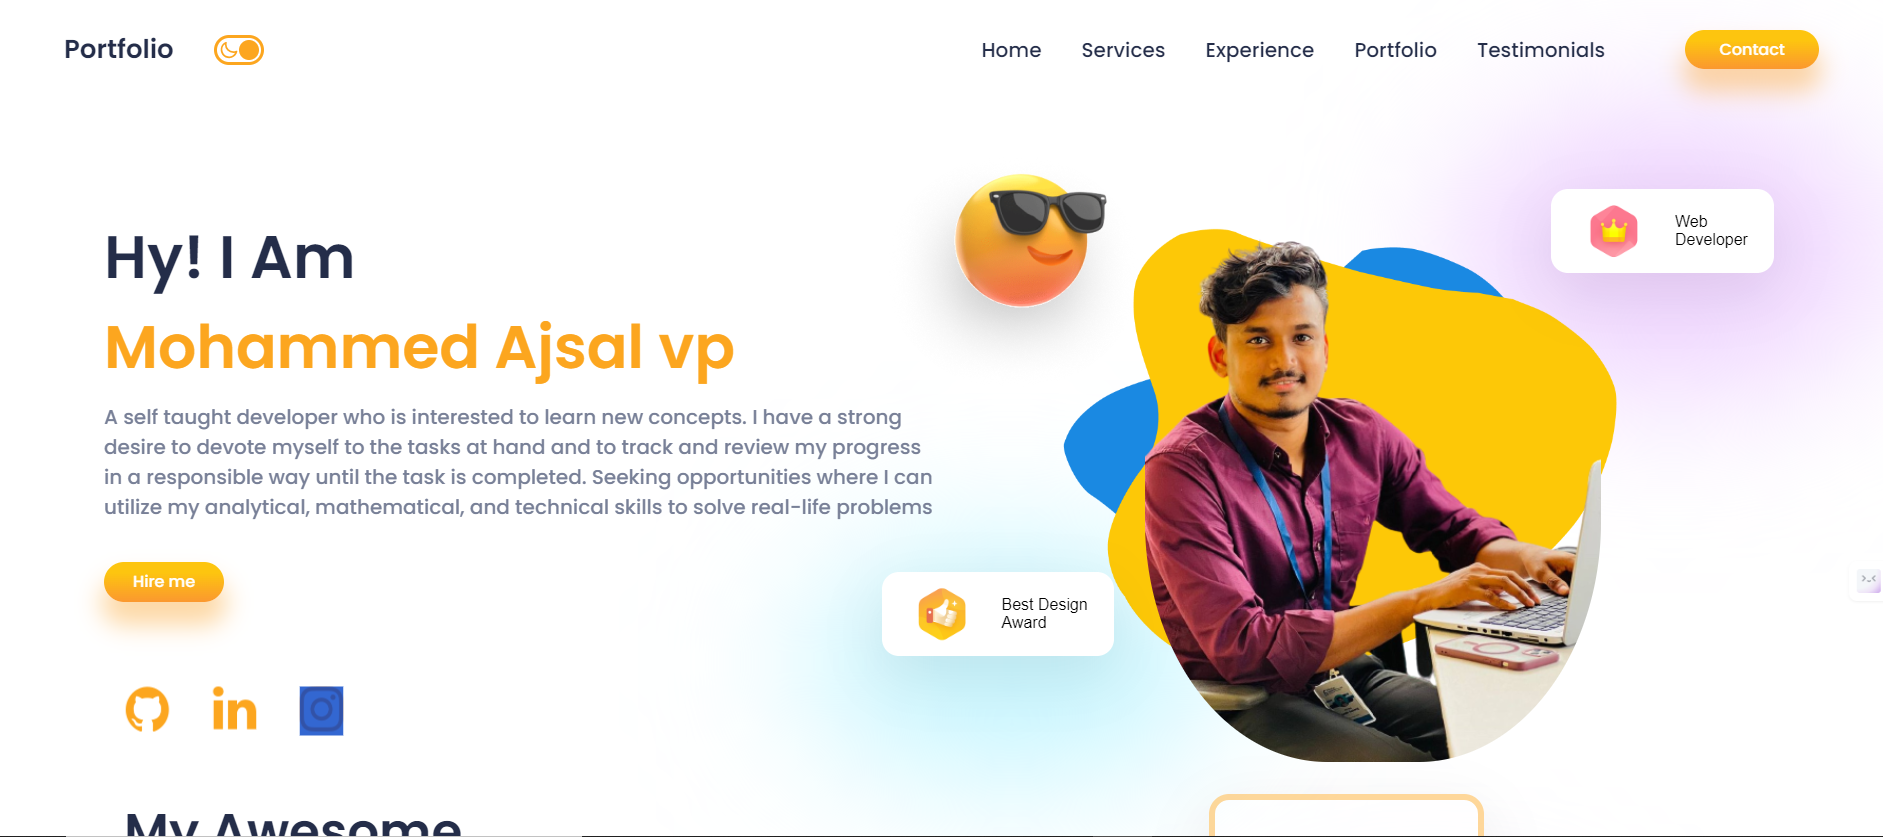 Portfolio
Home Services Experience Portfolio Testimonials Contact
Web
Developer
Hy! I Am
Mohammed Ajsal vp
A self taught developer who is interested to learn new concepts. I have a strong
desire to devote myself to the tasks at hand and to track and review my progress
in a responsible way until the task is completed. Seeking opportunities where I can
utilize my analytical, mathematical, and technical skills to solve real-life problems
Hire me
Best Design
Award
in
My Awesome